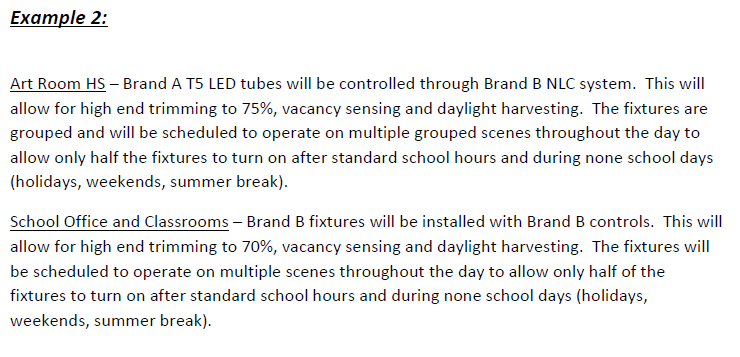 Example 2:
Art Room HS – Brand A T5 LED tubes will be controlled through Brand B NLC system.  This will
allow for high end trimming to 75%, vacancy sensing and daylight harvesting.  The fixtures are
grouped and will be scheduled to operate on multiple grouped scenes throughout the day to
allow only half the fixtures to turn on after standard school hours and during none school days
(holidays, weekends, summer break).
School Office and Classrooms – Brand B fixtures will be installed with Brand B controls.  This will
allow for high end trimming to 70%, vacancy sensing and daylight harvesting.  The fixtures will
be scheduled to operate on multiple scenes throughout the day to allow only half of the
fixtures to turn on after standard school hours and during none school days (holidays,
weekends, summer break).